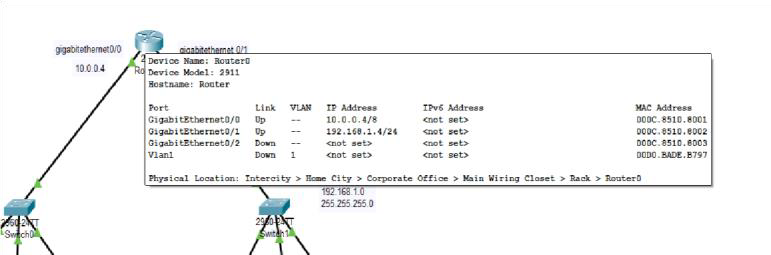 gigabitethernet0/0
gigabitethernet 0/1
10.0.0.4
Device Name: Router0
Device Model: 2911
Hostname: Router
Port Link VLAN IP Address IPv6 Address MAC Address
GigabitEthernet0/0 Up -- 10.0.0.4/8 <not set> 000C.8510.8001
GigabitEthernet0/1 Up -- 192.168.1.4/24 <not set> 000C.8510.8002
GigabitEthernet0/2 Down -- <not set> <not set> 000C.8510.8003
Vlan1 Down 1 <not set> <not set> 00D0.BADE.B797
Physical Location: Intercity > Home City > Corporate Office > Main Wiring Closet > Rack > Router0
192.168.1.0
255.255.255.0
2960-24TT
Switch0
2960-24TT
Switch1